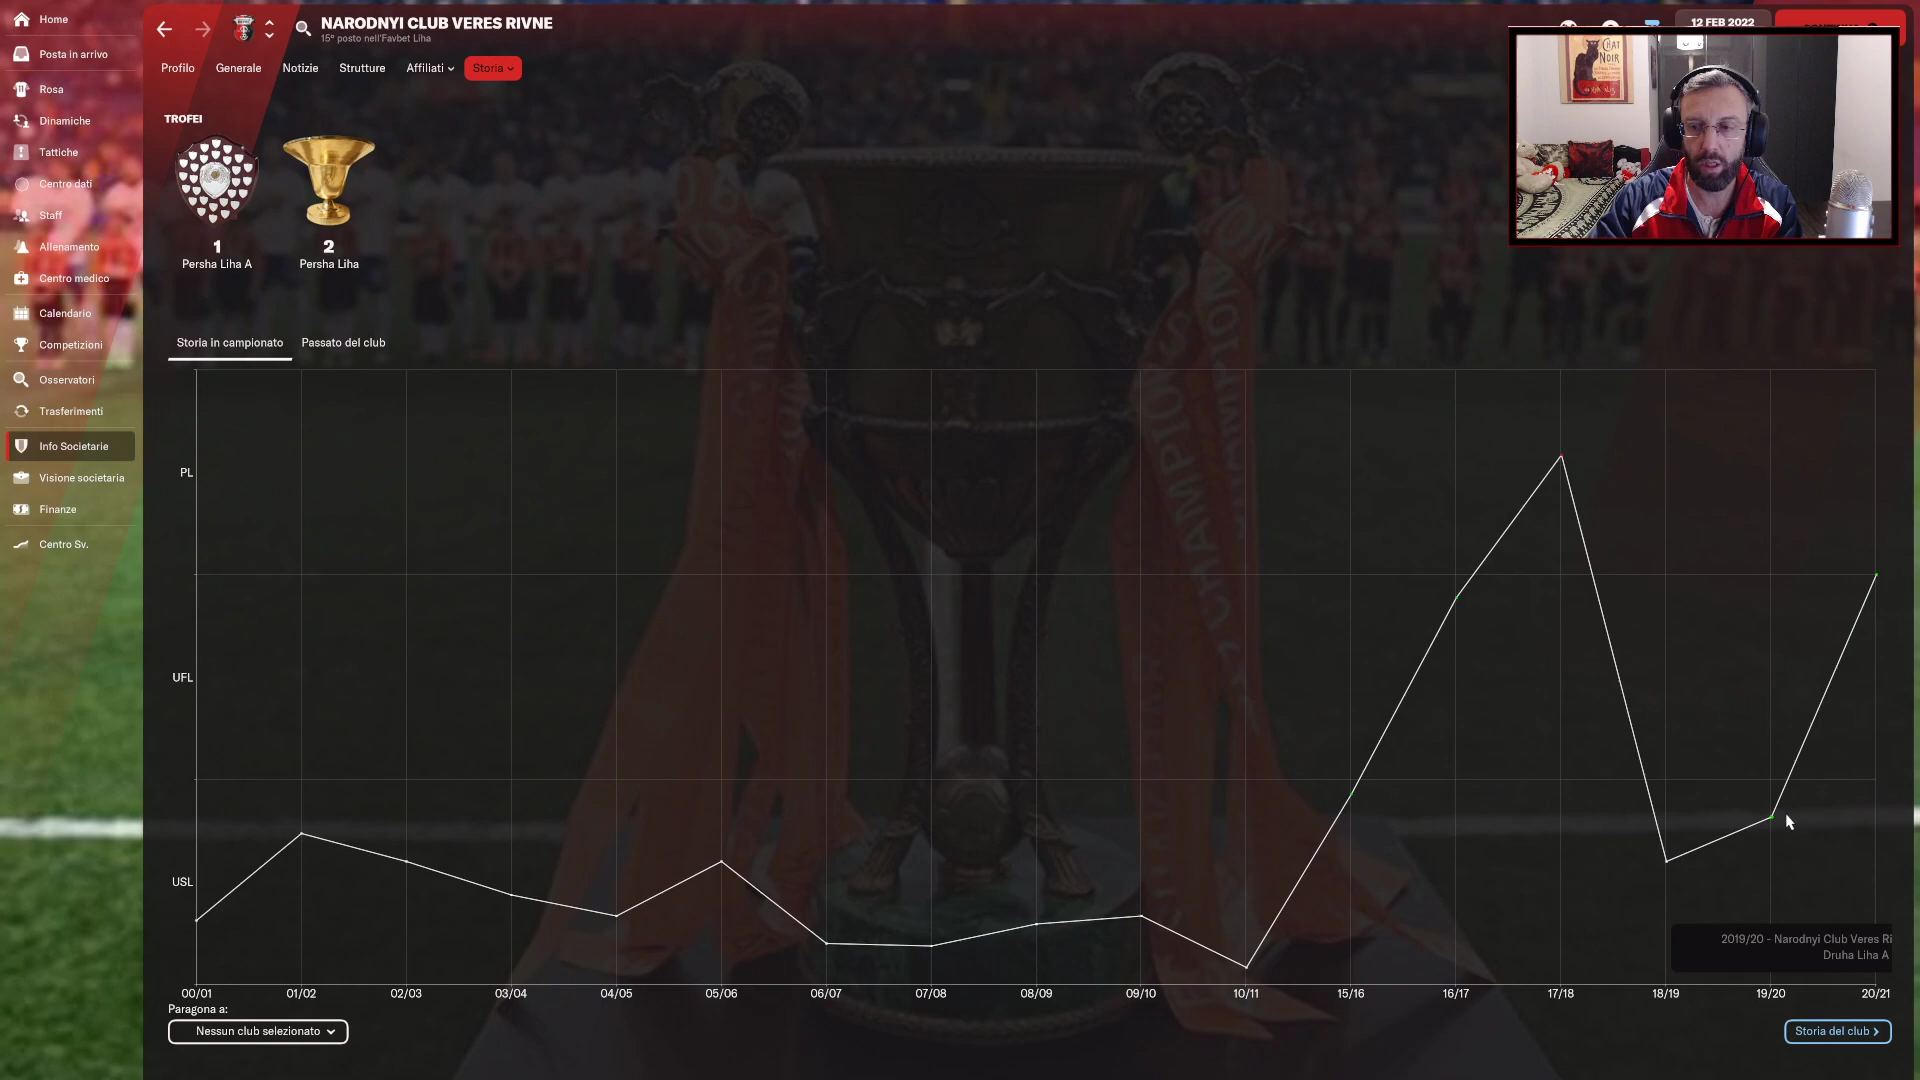 Home
Posta in arrivo
Rosa
Dinamiche
Tattiche
Centro dati
Staff
Allenamento
Centro medico
Calendario
Competizioni
Osservatori
Trasferimenti
Info Societarie
Visione societaria
Finanze
Centro Sv.
NARODNYI CLUB VERES RIVNE
15° posto nell'Favbet Liha
12 FEB 2022
Profilo Generale Notizie Strutture Affiliati Storia
CHAT
NOIR
TROFEI
1
Persha Liha A
2
Persha Liha
Storia in campionato Passato del club
PL
UFL
USL
CHAMPIONS
2019/20 - Narodnyi Club Veres Ri
Druha Liha A
00/01 01/02 02/03 03/04 04/05 05/06 06/07 07/08 08/09 09/10 10/11 15/16 16/17 17/18 18/19 19/20 20/21
Paragona a:
Nessun club selezionato
Storia del club